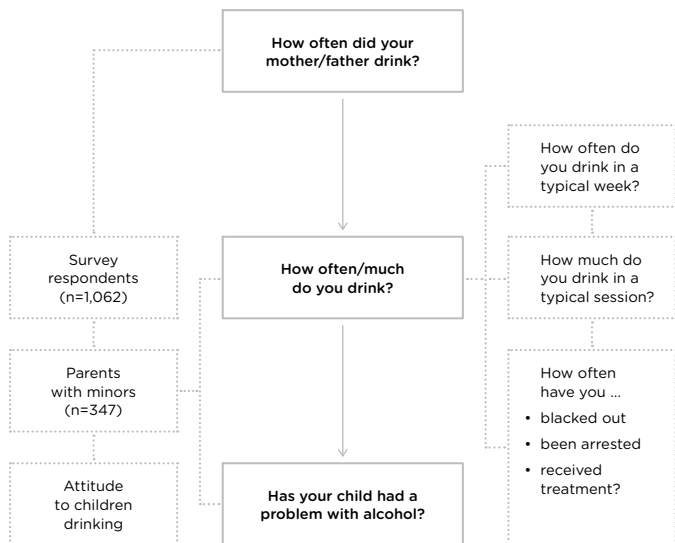 How often did your
mother/father drink?
How often do
you drink in a
typical week?
Survey
respondents
(n=1,062)
How often/much
do you drink?
How much do
you drink in a
typical session?
Parents
with minors
(n=347)
How often
have you ...
• blacked out
• been arrested
• received
treatment?
Attitude
to children
drinking
Has your child had a
problem with alcohol?